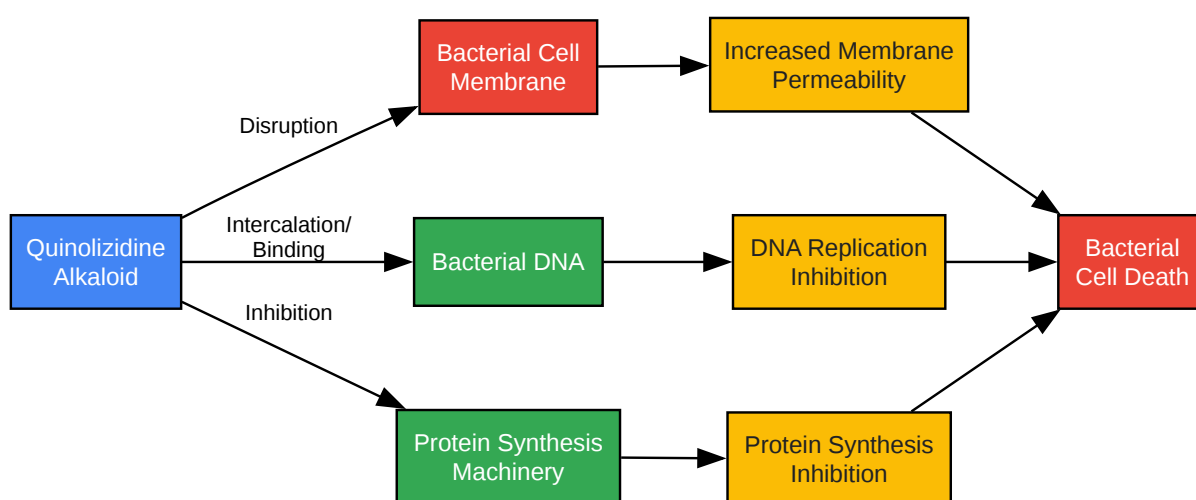 Quinolizidine
Alkaloid
Disruption
Bacterial Cell
Membrane
Increased Membrane
Permeability
Intercalation/
Binding
Bacterial DNA
DNA Replication
Inhibition
Inhibition
Protein Synthesis
Machinery
Protein Synthesis
Inhibition
Bacterial
Cell Death